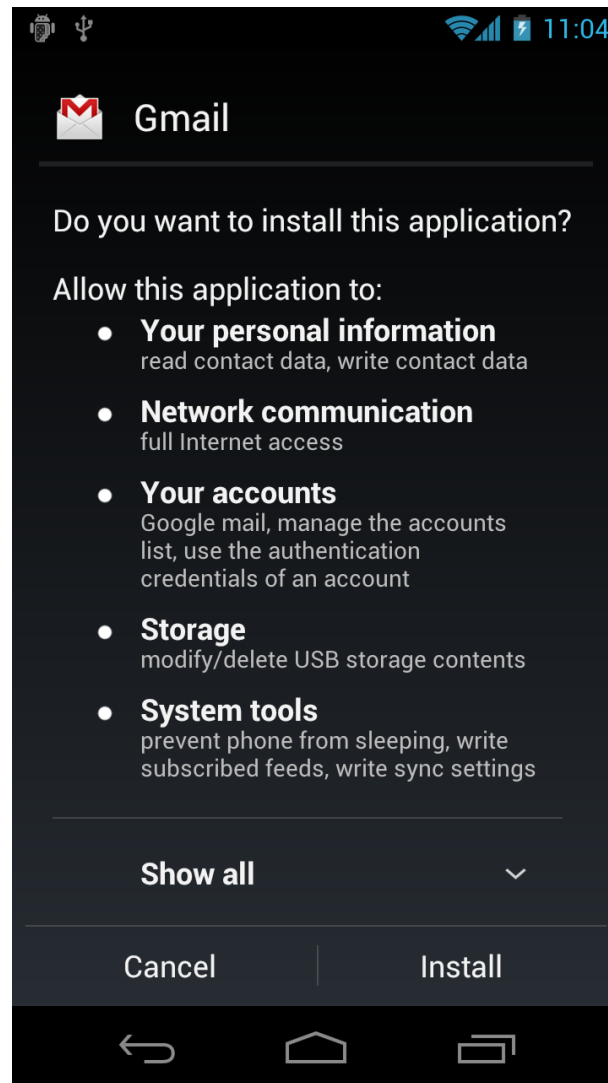 11:04
Gmail
Do you want to install this application?
Allow this application to:
Your personal information
read contact data, write contact data
Network communication
full Internet access
Your accounts
Google mail, manage the accounts
list, use the authentication
credentials of an account
Storage
modify/delete USB storage contents
System tools
prevent phone from sleeping, write
subscribed feeds, write sync settings
Show all
Cancel Install